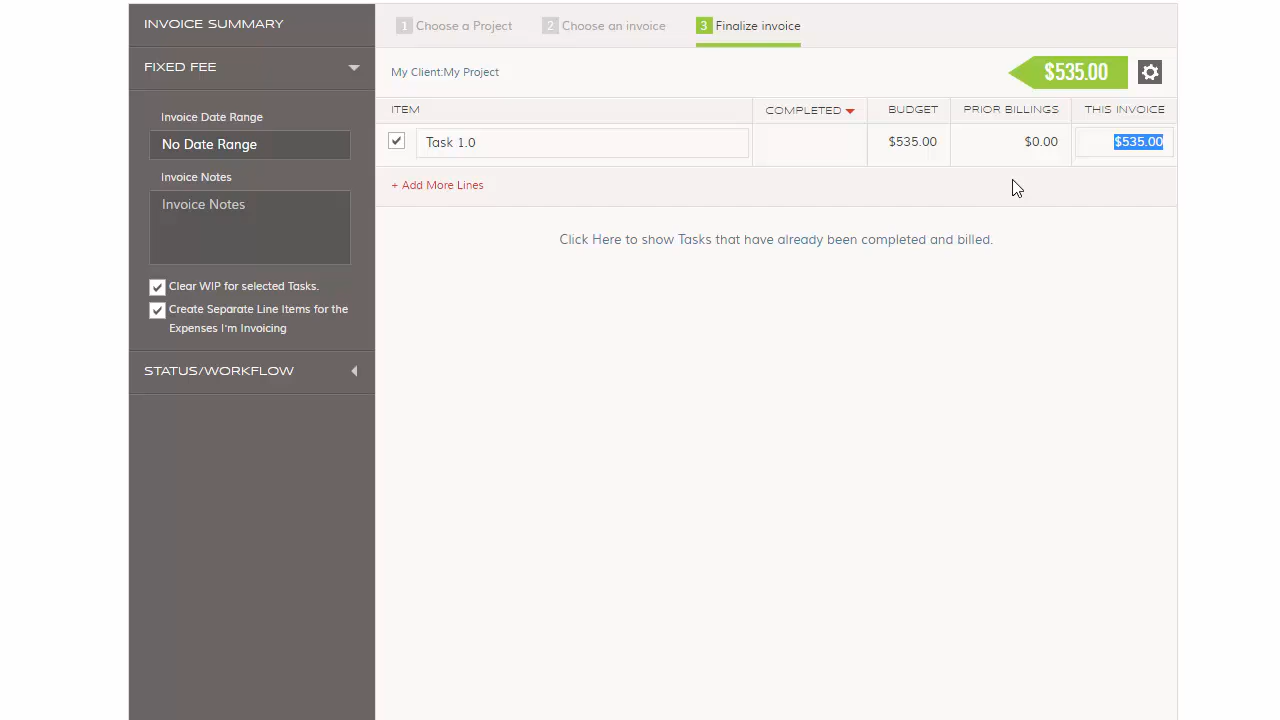 INVOICE SUMMARY
1 Choose a Project
2 Choose an invoice
3 Finalize invoice
FIXED FEE
My Client:My Project
$535.00
ITEM
COMPLETED
BUDGET
PRIOR BILLINGS
THIS INVOICE
Invoice Date Range
No Date Range
Task 1.0
$535.00
$0.00
$535.00
Invoice Notes
Invoice Notes
+ Add More Lines
Click Here to show Tasks that have already been completed and billed.
Clear WIP for selected Tasks.
Create Separate Line Items for the
Expenses I'm Invoicing
STATUS/WORKFLOW